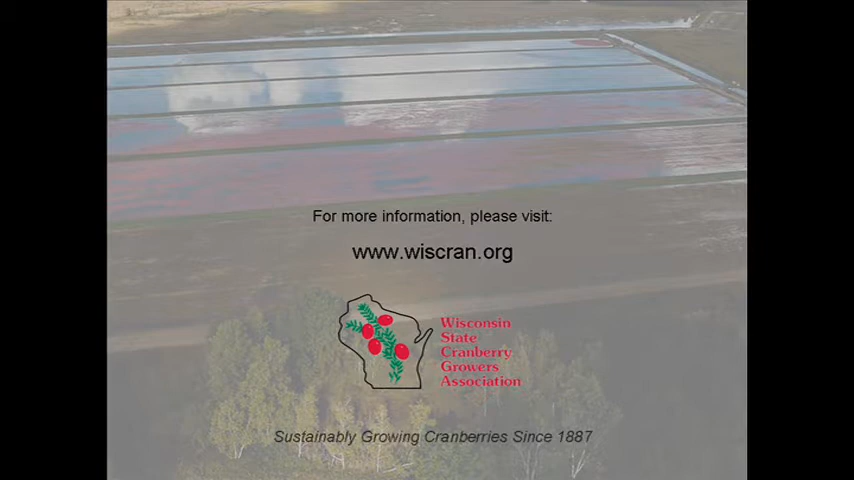 For more information, please visit:
www.wiscran.org
Wisconsin
State
Cranberry
Growers
Association
Sustainably Growing Cranberries Since 1887